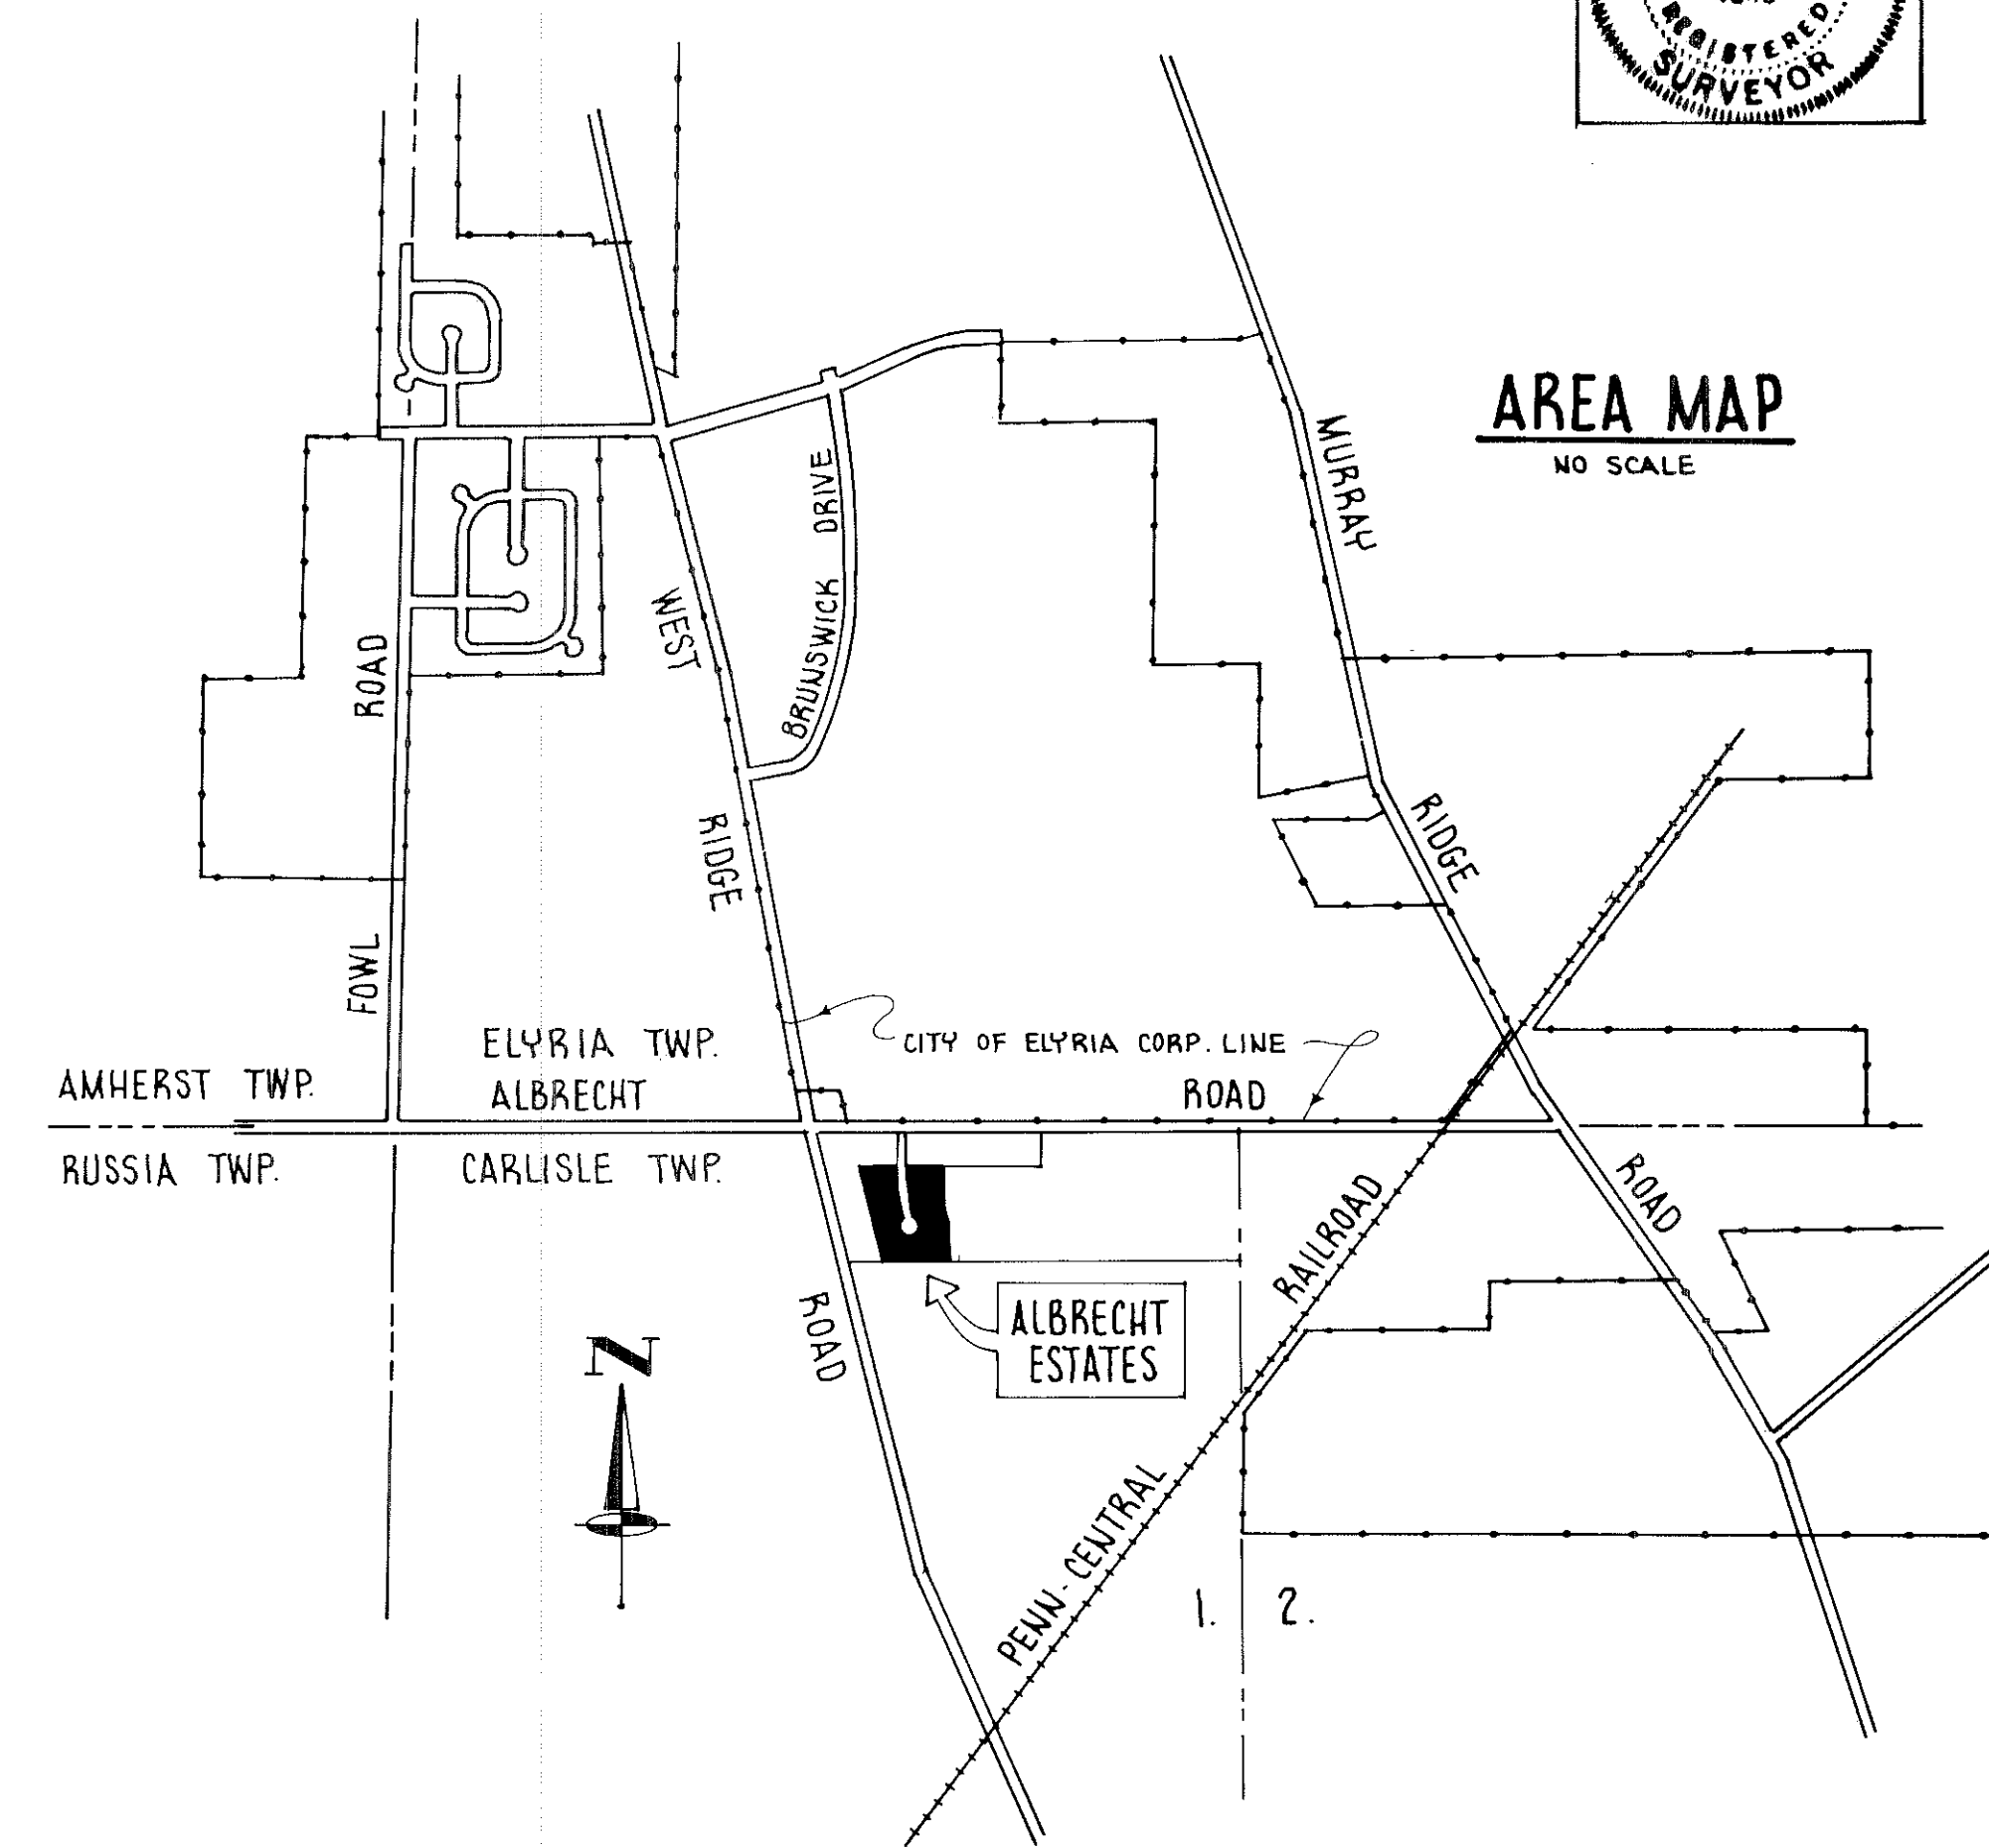 REGISTERED
SURVEYOR
AREA MAP
NO SCALE
MURRAY
RIDGE
ROAD
BRUNSWICK DRIVE
WEST
RIDGE
ROAD
FOWL
ROAD
ELYRIA TWP.
CITY OF ELYRIA CORP. LINE
AMHERST TWP.
ALBRECHT
ROAD
RUSSIA TWP.
CARLISLE TWP.
ALBRECHT
ESTATES
N
PENN-CENTRAL
RAILROAD
1.
2.